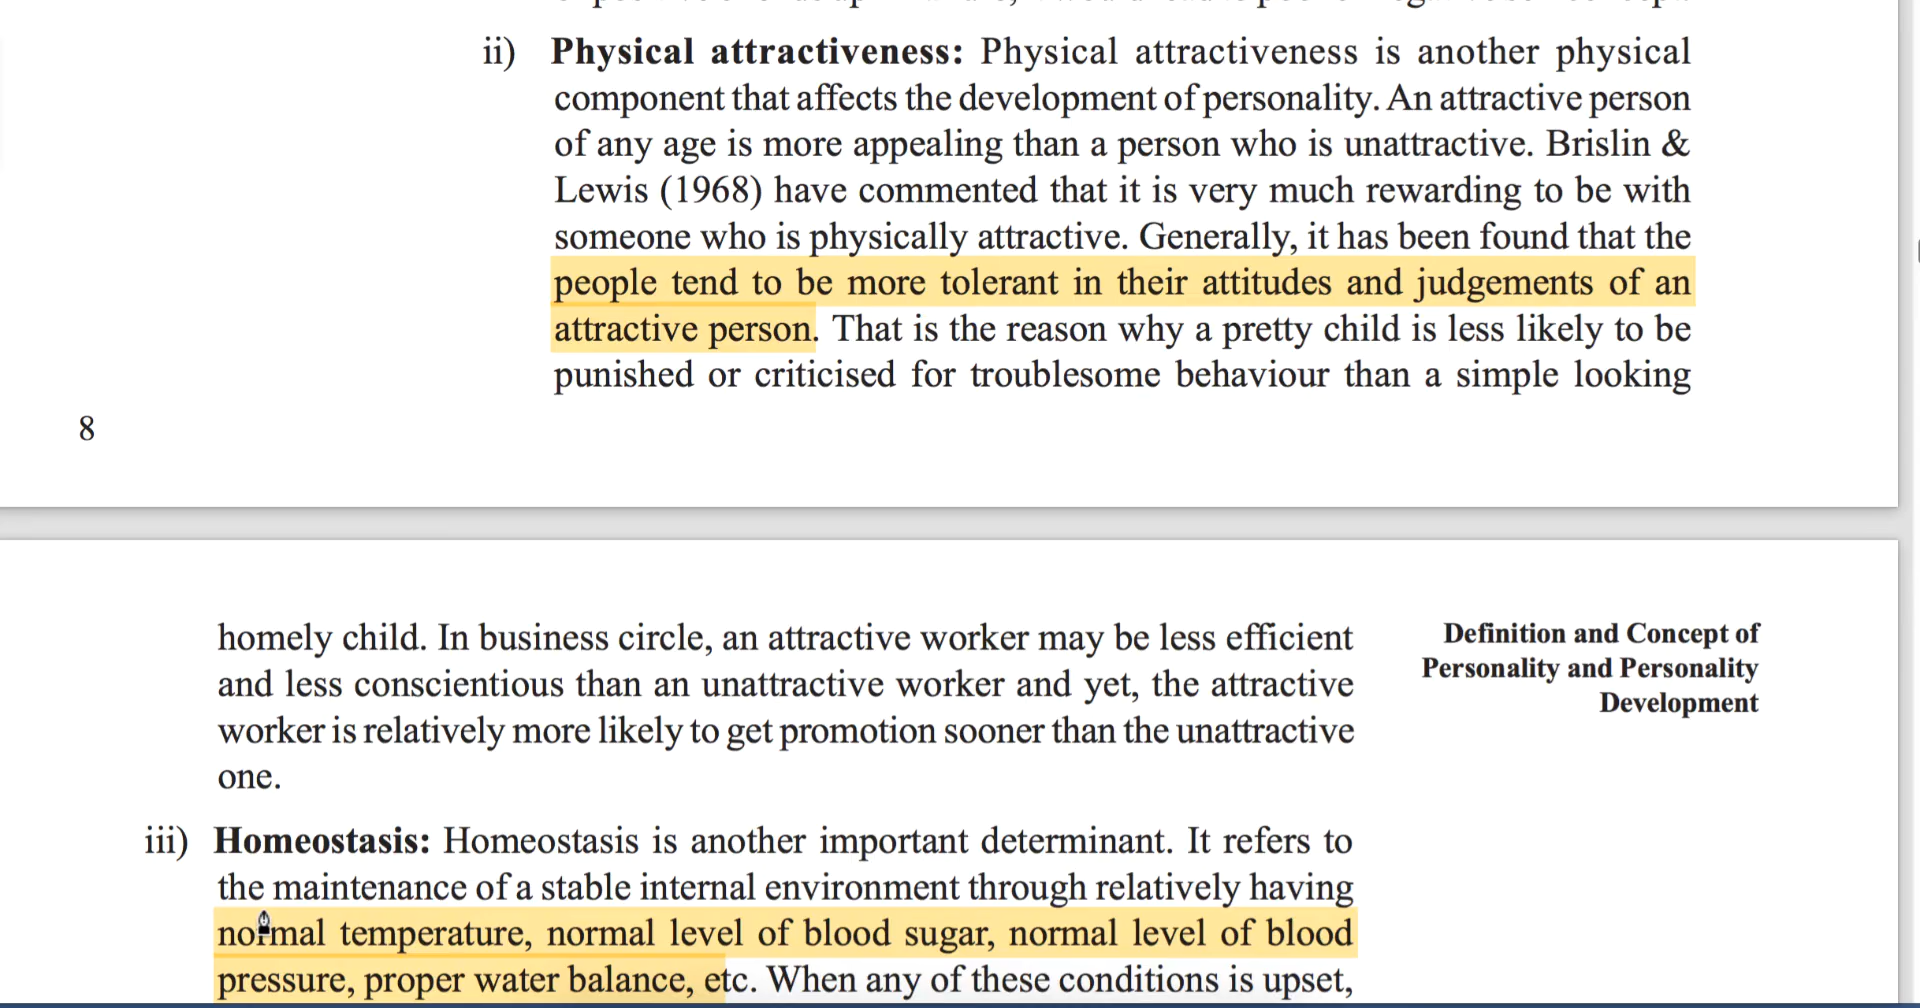 ii) Physical attractiveness: Physical attractiveness is another physical
component that affects the development of personality. An attractive person
of any age is more appealing than a person who is unattractive. Brislin &
Lewis (1968) have commented that it is very much rewarding to be with
someone who is physically attractive. Generally, it has been found that the
people tend to be more tolerant in their attitudes and judgements of an
attractive person. That is the reason why a pretty child is less likely to be
punished or criticised for troublesome behaviour than a simple looking
8
homely child. In business circle, an attractive worker may be less efficient
and less conscientious than an unattractive worker and yet, the attractive
worker is relatively more likely to get promotion sooner than the unattractive
one.
Definition and Concept of
Personality and Personality
Development
iii) Homeostasis: Homeostasis is another important determinant. It refers to
the maintenance of a stable internal environment through relatively having
normal temperature, normal level of blood sugar, normal level of blood
pressure, proper water balance, etc. When any of these conditions is upset,